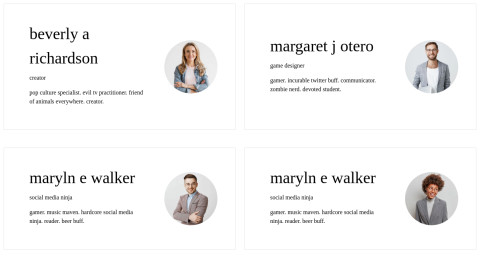 beverly a
richardson
creator
pop culture specialist. evil tv practitioner. friend
of animals everywhere. creator.
margaret j otero
game designer
gamer. incurable twitter buff. communicator.
zombie nerd. devoted student.
maryln e walker
social media ninja
gamer. music maven. hardcore social media
ninja. reader. beer buff.
maryln e walker
social media ninja
gamer. music maven. hardcore social media
ninja. reader. beer buff.